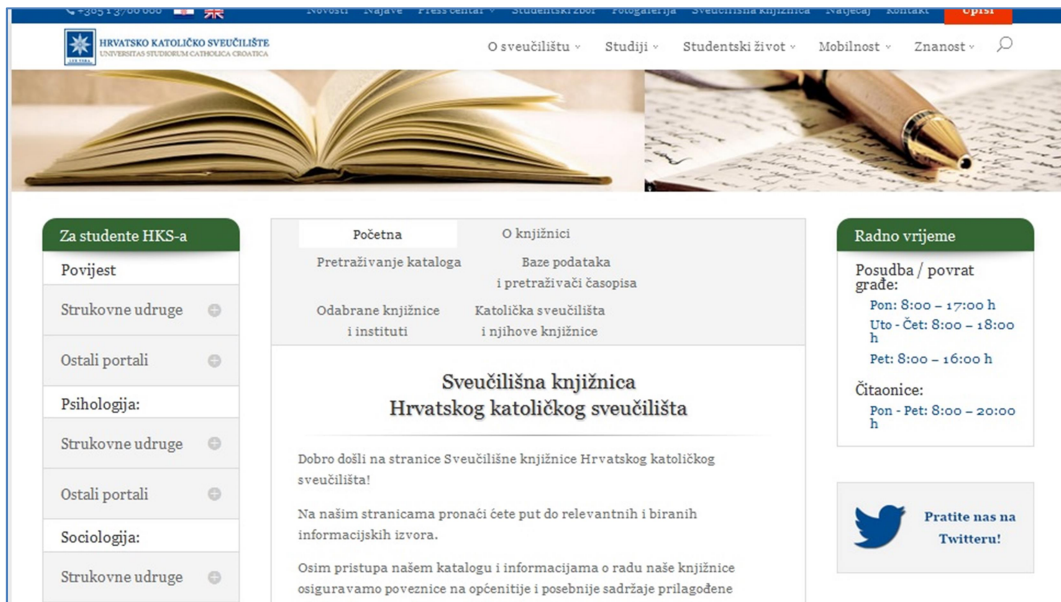 +385 1 3700 000
Novosti Najave Press centar Studentski zbor Fotogalerija Sveučilišna knjižnica Natječaj Kontakt Upisi
HRVATSKO KATOLIČKO SVEUČILIŠTE
UNIVERSITAS STUDIORUM CATHOLICA CROATICA
O sveučilištu Studiji Studentski život Mobilnost Znanost
Za studente HKS-a
Povijest
Strukovne udruge
Ostali portali
Psihologija:
Strukovne udruge
Ostali portali
Sociologija:
Strukovne udruge
Početna O knjižnici
Pretraživanje kataloga Baze podataka
i pretraživači časopisa
Odabrane knjižnice Katolička sveučilišta
i instituti i njihove knjižnice
Sveučilišna knjižnica
Hrvatskog katoličkog sveučilišta
Dobro došli na stranice Sveučilišne knjižnice Hrvatskog katoličkog
sveučilišta!
Na našim stranicama pronaći ćete put do relevantnih i biranih
informacijskih izvora.
Osim pristupa našem katalogu i informacijama o radu naše knjižnice
osiguravamo poveznice na općenitije i posebnije sadržaje prilagođene
Radno vrijeme
Posudba / povrat
građe:
Pon: 8:00 – 17:00 h
Uto - Čet: 8:00 – 18:00
h
Pet: 8:00 – 16:00 h
Čitaonice:
Pon - Pet: 8:00 – 20:00
h
Pratite nas na
Twitteru!